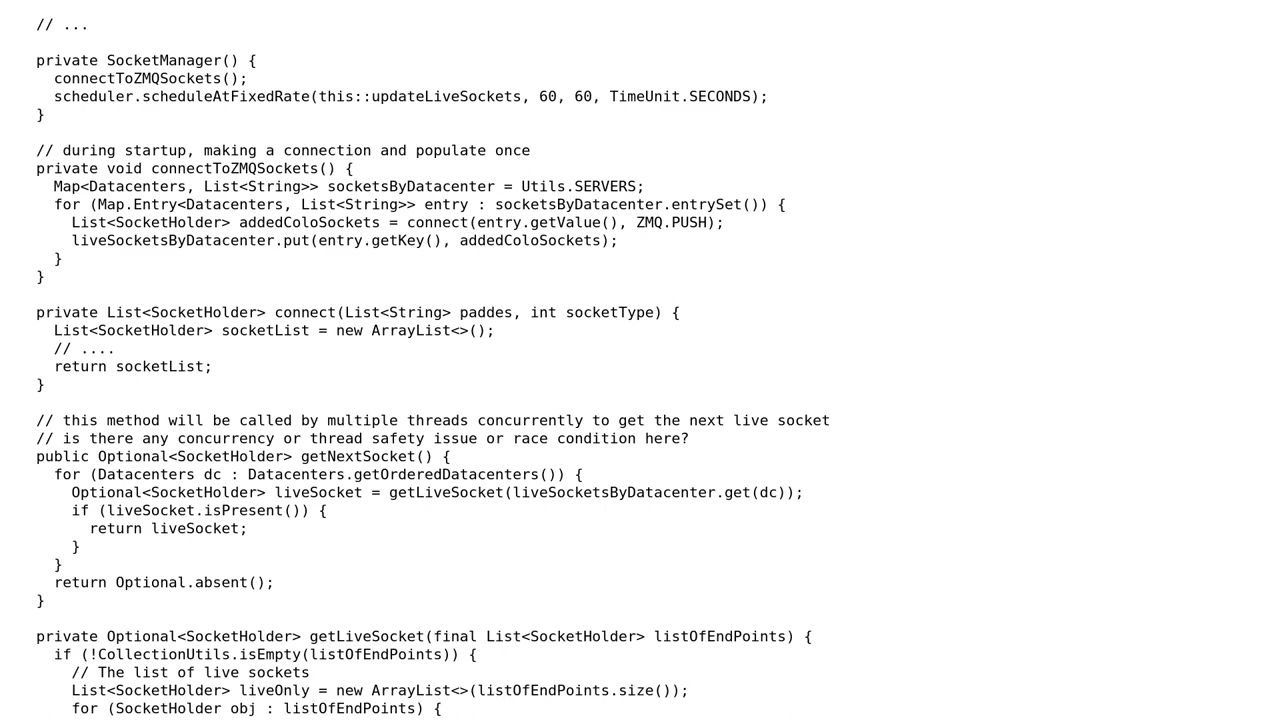 // ...

private SocketManager() {
  connectToZMQSockets();
  scheduler.scheduleAtFixedRate(this::updateLiveSockets, 60, 60, TimeUnit.SECONDS);
}

// during startup, making a connection and populate once
private void connectToZMQSockets() {
  Map<Datacenters, List<String>> socketsByDatacenter = Utils.SERVERS;
  for (Map.Entry<Datacenters, List<String>> entry : socketsByDatacenter.entrySet()) {
    List<SocketHolder> addedColoSockets = connect(entry.getValue(), ZMQ.PUSH);
    liveSocketsByDatacenter.put(entry.getKey(), addedColoSockets);
  }
}

private List<SocketHolder> connect(List<String> paddes, int socketType) {
  List<SocketHolder> socketList = new ArrayList<>();
  // ....
  return socketList;
}

// this method will be called by multiple threads concurrently to get the next live socket
// is there any concurrency or thread safety issue or race condition here?
public Optional<SocketHolder> getNextSocket() {
  for (Datacenters dc : Datacenters.getOrderedDatacenters()) {
    Optional<SocketHolder> liveSocket = getLiveSocket(liveSocketsByDatacenter.get(dc));
    if (liveSocket.isPresent()) {
      return liveSocket;
    }
  }
  return Optional.absent();
}

private Optional<SocketHolder> getLiveSocket(final List<SocketHolder> listOfEndPoints) {
  if (!CollectionUtils.isEmpty(listOfEndPoints)) {
    // The list of live sockets
    List<SocketHolder> liveOnly = new ArrayList<>(listOfEndPoints.size());
    for (SocketHolder obj : listOfEndPoints) {